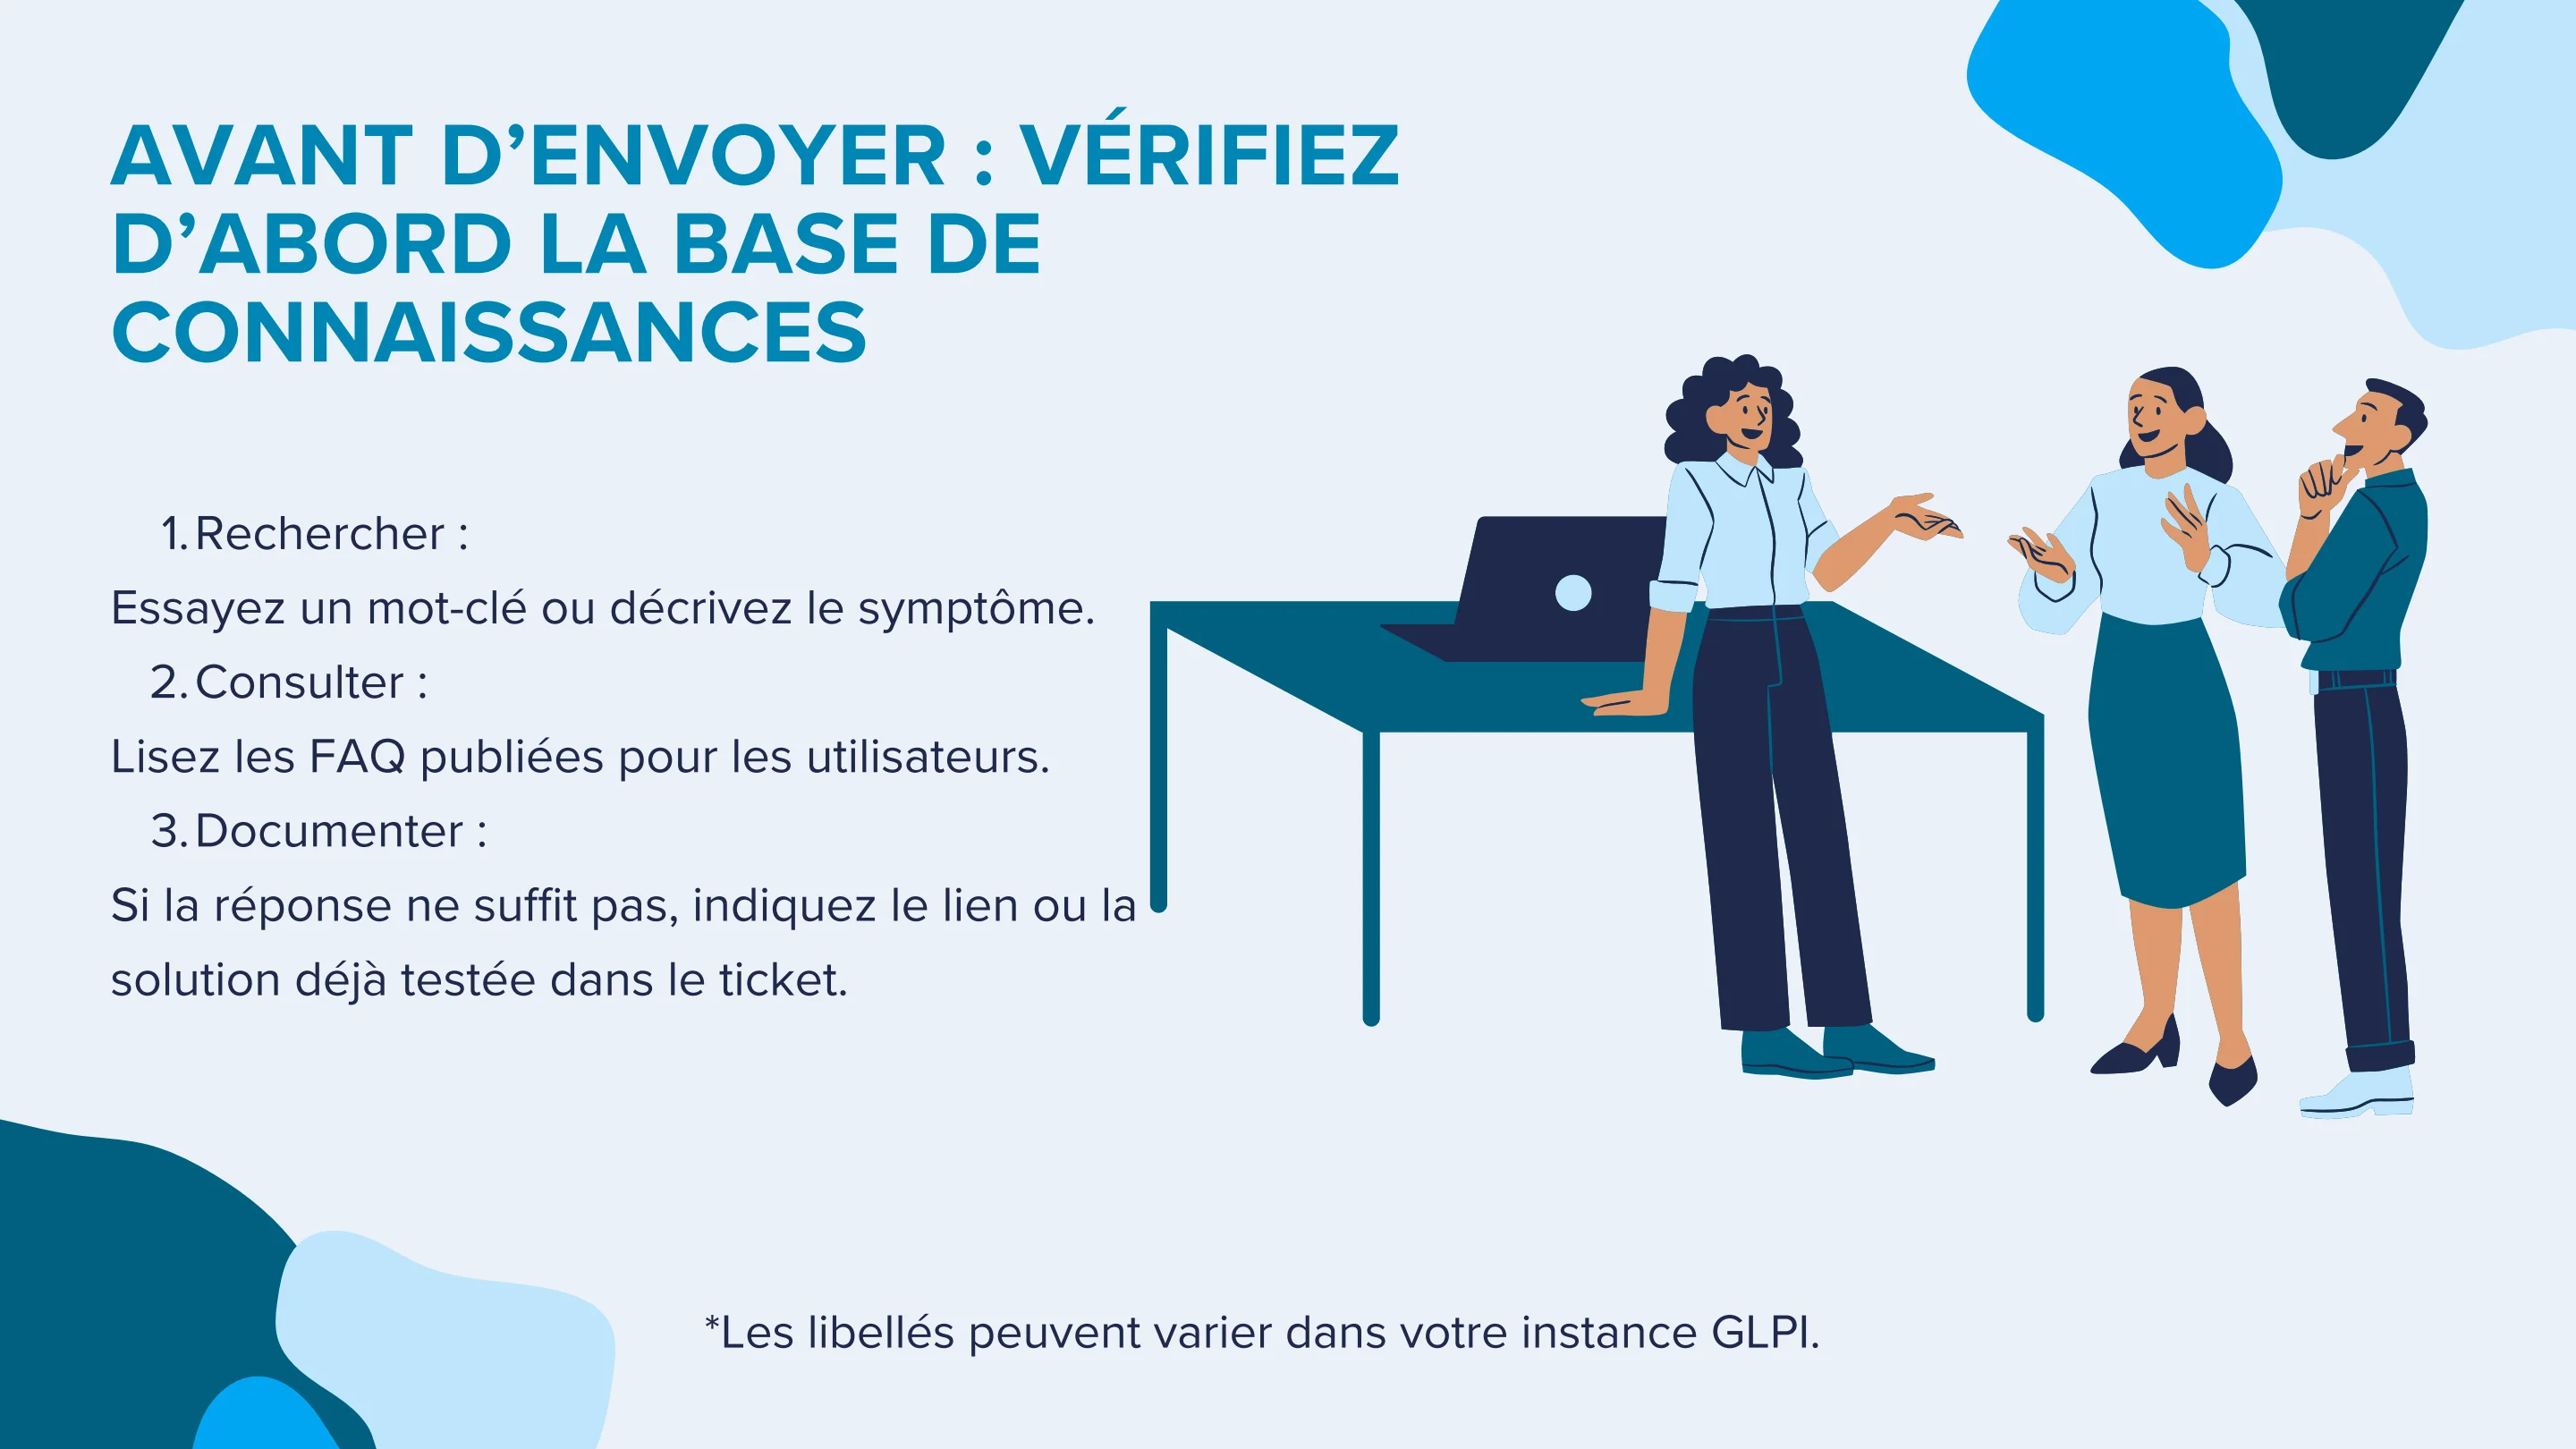 AVANT D’ENVOYER : VÉRIFIEZ
D’ABORD LA BASE DE
CONNAISSANCES
1. Rechercher :
Essayez un mot-clé ou décrivez le symptôme.
2. Consulter :
Lisez les FAQ publiées pour les utilisateurs.
3. Documenter :
Si la réponse ne suffit pas, indiquez le lien ou la
solution déjà testée dans le ticket.
*Les libellés peuvent varier dans votre instance GLPI.